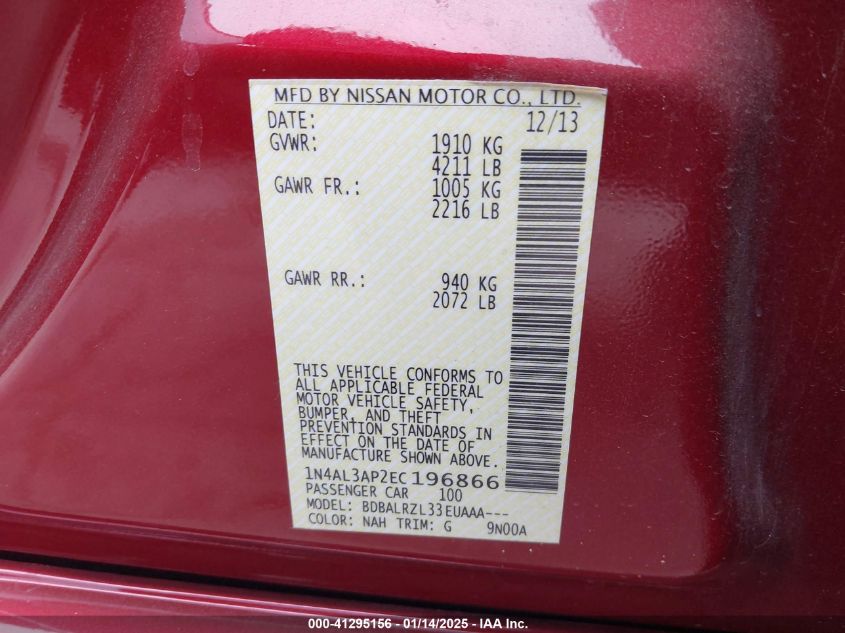 MFD BY NISSAN MOTOR CO., LTD.
DATE: 12/13
GVWR: 1910 KG
4211 LB
GAWR FR.: 1005 KG
2216 LB
GAWR RR.: 940 KG
2072 LB
THIS VEHICLE CONFORMS TO
ALL APPLICABLE FEDERAL
MOTOR VEHICLE SAFETY,
BUMPER, AND THEFT
PREVENTION STANDARDS IN
EFFECT ON THE DATE OF
MANUFACTURE SHOWN ABOVE.
1N4AL3AP2EC196866
PASSENGER CAR 100
MODEL: BDBALRZL33EUAAA---
COLOR: NAH TRIM: G 9N00A
000-41295156 - 01/14/2025 - IAA Inc.